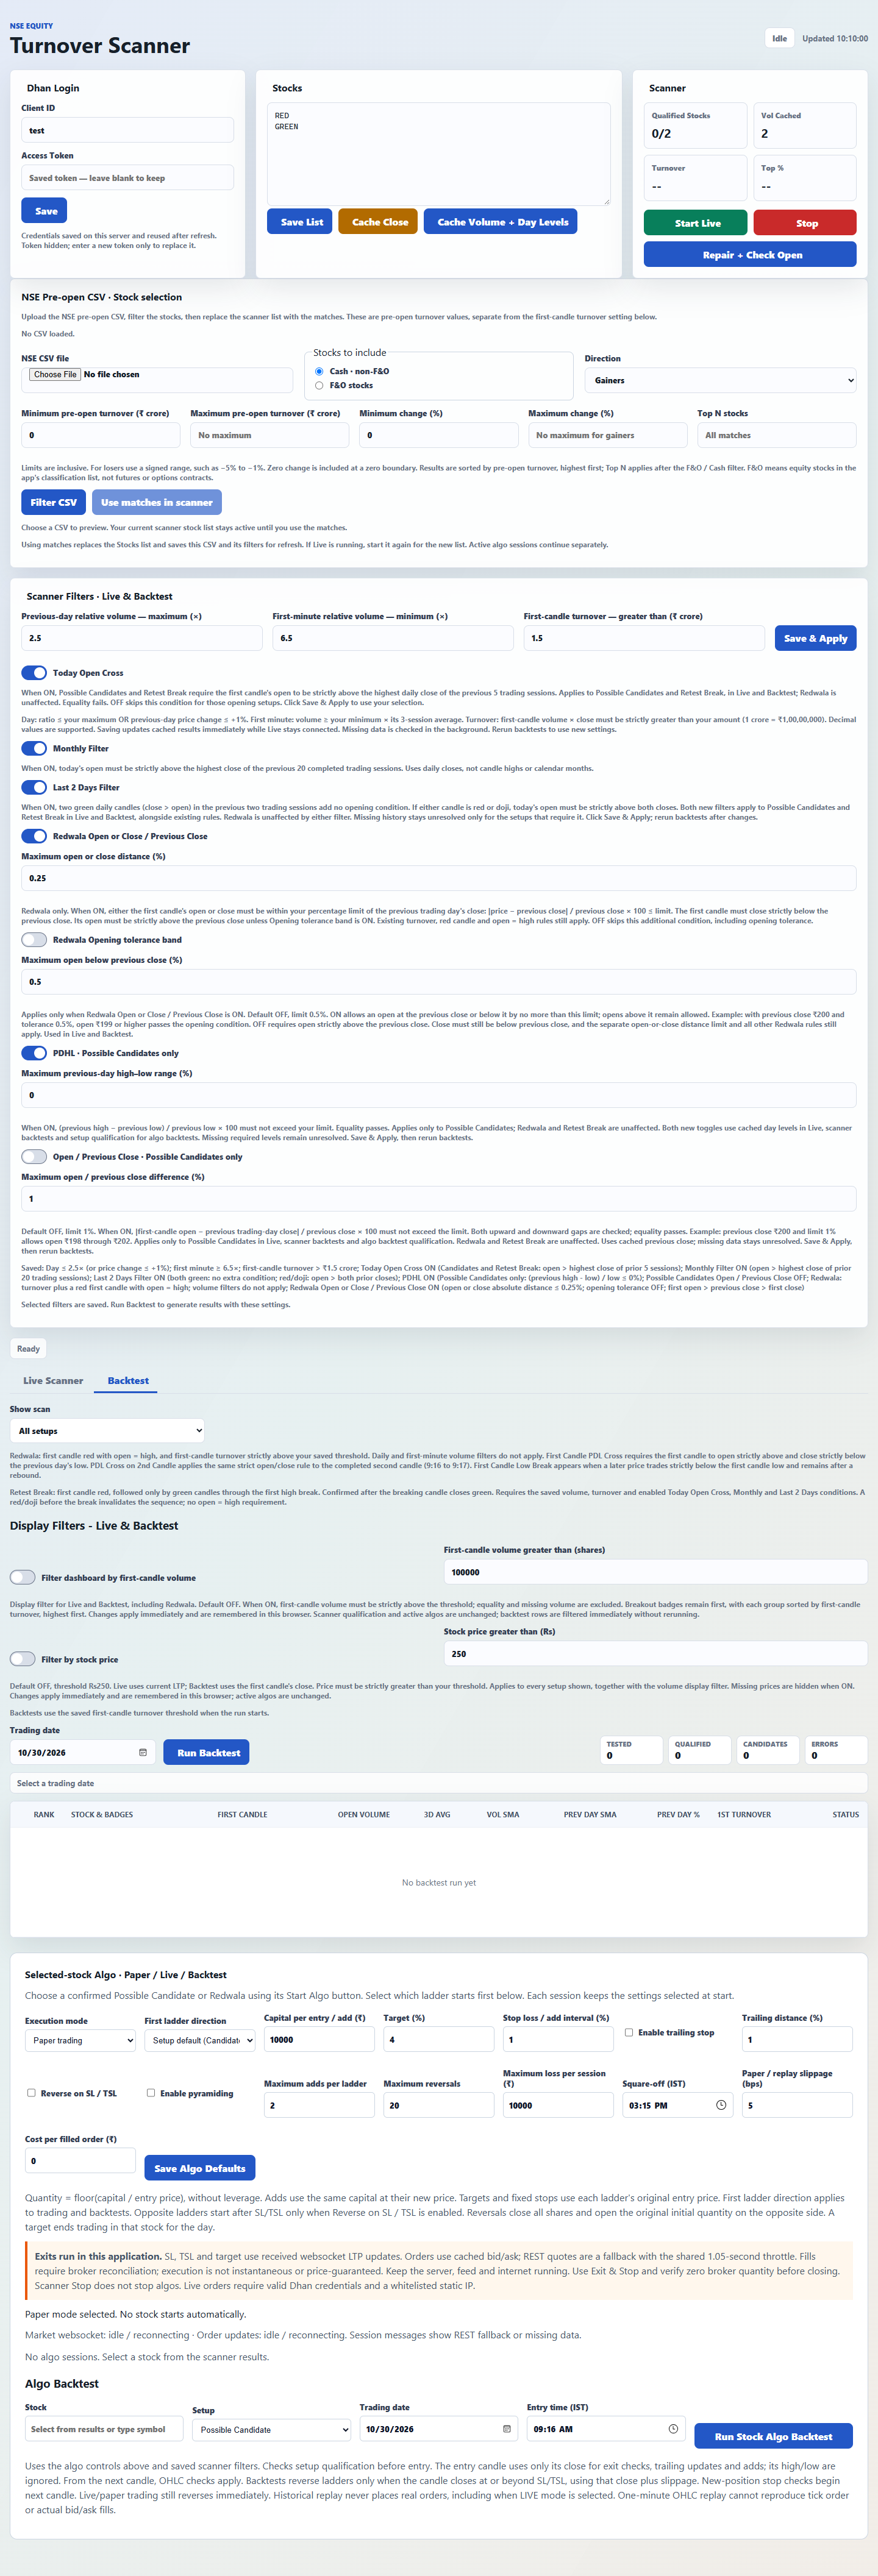 NSE EQUITY
Turnover Scanner
Idle
Updated 10:10:00
Dhan Login
Client ID
test
Access Token
Saved token — leave blank to keep
Save
Credentials saved on this server and reused after refresh.
Token hidden; enter a new token only to replace it.
Stocks
RED
GREEN
Save List
Cache Close
Cache Volume + Day Levels
Scanner
Qualified Stocks
0/2
Vol Cached
2
Turnover
--
Top %
--
Start Live
Stop
Repair + Check Open
NSE Pre-open CSV · Stock selection
Upload the NSE pre-open CSV, filter the stocks, then replace the scanner list with the matches. These are pre-open turnover values, separate from the first-candle turnover setting below.
No CSV loaded.
NSE CSV file
Choose File No file chosen
Stocks to include
Cash · non-F&O
F&O stocks
Direction
Gainers
Minimum pre-open turnover (₹ crore)
0
Maximum pre-open turnover (₹ crore)
No maximum
Minimum change (%)
0
Maximum change (%)
No maximum for gainers
Top N stocks
All matches
Limits are inclusive. For losers use a signed range, such as −5% to −1%. Zero change is included at a zero boundary. Results are sorted by pre-open turnover, highest first; Top N applies after the F&O / Cash filter. F&O means equity stocks in the
app's classification list, not futures or options contracts.
Filter CSV
Use matches in scanner
Choose a CSV to preview. Your current scanner stock list stays active until you use the matches.
Using matches replaces the Stocks list and saves this CSV and its filters for refresh. If Live is running, start it again for the new list. Active algo sessions continue separately.
Scanner Filters · Live & Backtest
Previous-day relative volume — maximum (×)
2.5
First-minute relative volume — minimum (×)
6.5
First-candle turnover — greater than (₹ crore)
1.5
Save & Apply
Today Open Cross
When ON, Possible Candidates and Retest Break require the first candle's open to be strictly above the highest daily close of the previous 5 trading sessions. Applies to Possible Candidates and Retest Break, in Live and Backtest; Redwala is
unaffected. Equality fails. OFF skips this condition for those opening setups. Click Save & Apply to use your selection.
Day: ratio ≤ your maximum OR previous-day price change ≤ +1%. First minute: volume ≥ your minimum × its 3-session average. Turnover: first-candle volume × close must be strictly greater than your amount (1 crore = ₹1,00,00,000). Decimal
values are supported. Saving updates cached results immediately while Live stays connected. Missing data is checked in the background. Rerun backtests to use new settings.
Monthly Filter
When ON, today's open must be strictly above the highest close of the previous 20 completed trading sessions. Uses daily closes, not candle highs or calendar months.
Last 2 Days Filter
When ON, two green daily candles (close > open) in the previous two trading sessions add no opening condition. If either candle is red or doji, today's open must be strictly above both closes. Both new filters apply to Possible Candidates and
Retest Break in Live and Backtest, alongside existing rules. Redwala is unaffected by either filter. Missing history stays unresolved only for the setups that require it. Click Save & Apply; rerun backtests after changes.
Redwala Open or Close / Previous Close
Maximum open or close distance (%)
0.25
Redwala only. When ON, either the first candle's open or close must be within your percentage limit of the previous trading day's close: |price − previous close| / previous close × 100 ≤ limit. The first candle must close strictly below the
previous close. Its open must be strictly above the previous close unless Opening tolerance band is ON. Existing turnover, red candle and open = high rules still apply. OFF skips this additional condition, including opening tolerance.
Redwala Opening tolerance band
Maximum open below previous close (%)
0.5
Applies only when Redwala Open or Close / Previous Close is ON. Default OFF, limit 0.5%. ON allows an open at the previous close or below it by no more than this limit; opens above it remain allowed. Example: with previous close ₹200 and
tolerance 0.5%, open ₹199 or higher passes the opening condition. OFF requires open strictly above the previous close. Close must still be below previous close, and the separate open-or-close distance limit and all other Redwala rules still
apply. Used in Live and Backtest.
PDHL · Possible Candidates only
Maximum previous-day high–low range (%)
0
When ON, (previous high − previous low) / previous low × 100 must not exceed your limit. Equality passes. Applies only to Possible Candidates; Redwala and Retest Break are unaffected. Both new toggles use cached day levels in Live, scanner
backtests and setup qualification for algo backtests. Missing required levels remain unresolved. Save & Apply, then rerun backtests.
Open / Previous Close · Possible Candidates only
Maximum open / previous close difference (%)
1
Default OFF, limit 1%. When ON, |first-candle open − previous trading-day close| / previous close × 100 must not exceed the limit. Both upward and downward gaps are checked; equality passes. Example: previous close ₹200 and limit 1%
allows open ₹198 through ₹202. Applies only to Possible Candidates in Live, scanner backtests and algo backtest qualification. Redwala and Retest Break are unaffected. Uses cached previous close; missing data stays unresolved. Save & Apply,
then rerun backtests.
Saved: Day ≤ 2.5× (or price change ≤ +1%); first minute ≥ 6.5×; first-candle turnover > ₹1.5 crore; Today Open Cross ON (Candidates and Retest Break: open > highest close of prior 5 sessions); Monthly Filter ON (open > highest close of prior
20 trading sessions); Last 2 Days Filter ON (both green: no extra condition; red/doji: open > both prior closes); PDHL ON (Possible Candidates only: (previous high - low) / low ≤ 0%); Possible Candidates Open / Previous Close OFF; Redwala:
turnover plus a red first candle with open = high; volume filters do not apply; Redwala Open or Close / Previous Close ON (open or close absolute distance ≤ 0.25%; opening tolerance OFF; first open > previous close > first close)
Selected filters are saved. Run Backtest to generate results with these settings.
Ready
Live Scanner
Backtest
Show scan
All setups
Redwala: first candle red with open = high, and first-candle turnover strictly above your saved threshold. Daily and first-minute volume filters do not apply. First Candle PDL Cross requires the first candle to open strictly above and close strictly below
the previous day's low. PDL Cross on 2nd Candle applies the same strict open/close rule to the completed second candle (9:16 to 9:17). First Candle Low Break appears when a later price trades strictly below the first candle low and remains after a
rebound.
Retest Break: first candle red, followed only by green candles through the first high break. Confirmed after the breaking candle closes green. Requires the saved volume, turnover and enabled Today Open Cross, Monthly and Last 2 Days conditions. A
red/doji before the break invalidates the sequence; no open = high requirement.
Display Filters - Live & Backtest
Filter dashboard by first-candle volume
First-candle volume greater than (shares)
100000
Display filter for Live and Backtest, including Redwala. Default OFF. When ON, first-candle volume must be strictly above the threshold; equality and missing volume are excluded. Breakout badges remain first, with each group sorted by first-candle
turnover, highest first. Changes apply immediately and are remembered in this browser. Scanner qualification and active algos are unchanged; backtest rows are filtered immediately without rerunning.
Filter by stock price
Stock price greater than (Rs)
250
Default OFF, threshold Rs250. Live uses current LTP; Backtest uses the first candle's close. Price must be strictly greater than your threshold. Applies to every setup shown, together with the volume display filter. Missing prices are hidden when ON.
Changes apply immediately and are remembered in this browser; active algos are unchanged.
Backtests use the saved first-candle turnover threshold when the run starts.
Trading date
10/30/2026
Run Backtest
TESTED
0
QUALIFIED
0
CANDIDATES
0
ERRORS
0
Select a trading date
RANK STOCK & BADGES FIRST CANDLE OPEN VOLUME 3D AVG VOL SMA PREV DAY SMA PREV DAY % 1ST TURNOVER STATUS
No backtest run yet
Selected-stock Algo · Paper / Live / Backtest
Choose a confirmed Possible Candidate or Redwala using its Start Algo button. Select which ladder starts first below. Each session keeps the settings selected at start.
Execution mode
Paper trading
First ladder direction
Setup default (Candidat
Capital per entry / add (₹)
10000
Target (%)
4
Stop loss / add interval (%)
1
Enable trailing stop
Trailing distance (%)
1
Reverse on SL / TSL
Enable pyramiding
Maximum adds per ladder
2
Maximum reversals
20
Maximum loss per session (₹)
10000
Square-off (IST)
03:15 PM
Paper / replay slippage (bps)
5
Cost per filled order (₹)
0
Save Algo Defaults
Quantity = floor(capital / entry price), without leverage. Adds use the same capital at their new price. Targets and fixed stops use each ladder's original entry price. First ladder direction applies
to trading and backtests. Opposite ladders start after SL/TSL only when Reverse on SL / TSL is enabled. Reversals close all shares and open the original initial quantity on the opposite side. A
target ends trading in that stock for the day.
Exits run in this application. SL, TSL and target use received websocket LTP updates. Orders use cached bid/ask; REST quotes are a fallback with the shared 1.05-second throttle. Fills
require broker reconciliation; execution is not instantaneous or price-guaranteed. Keep the server, feed and internet running. Use Exit & Stop and verify zero broker quantity before closing.
Scanner Stop does not stop algos. Live orders require valid Dhan credentials and a whitelisted static IP.
Paper mode selected. No stock starts automatically.
Market websocket: idle / reconnecting · Order updates: idle / reconnecting. Session messages show REST fallback or missing data.
No algo sessions. Select a stock from the scanner results.
Algo Backtest
Stock
Select from results or type symbol
Setup
Possible Candidate
Trading date
10/30/2026
Entry time (IST)
09:16 AM
Run Stock Algo Backtest
Uses the algo controls above and saved scanner filters. Checks setup qualification before entry. The entry candle uses only its close for exit checks, trailing updates and adds; its high/low are
ignored. From the next candle, OHLC checks apply. Backtests reverse ladders only when the candle closes at or beyond SL/TSL, using that close plus slippage. New-position stop checks begin
next candle. Live/paper trading still reverses immediately. Historical replay never places real orders, including when LIVE mode is selected. One-minute OHLC replay cannot reproduce tick order
or actual bid/ask fills.